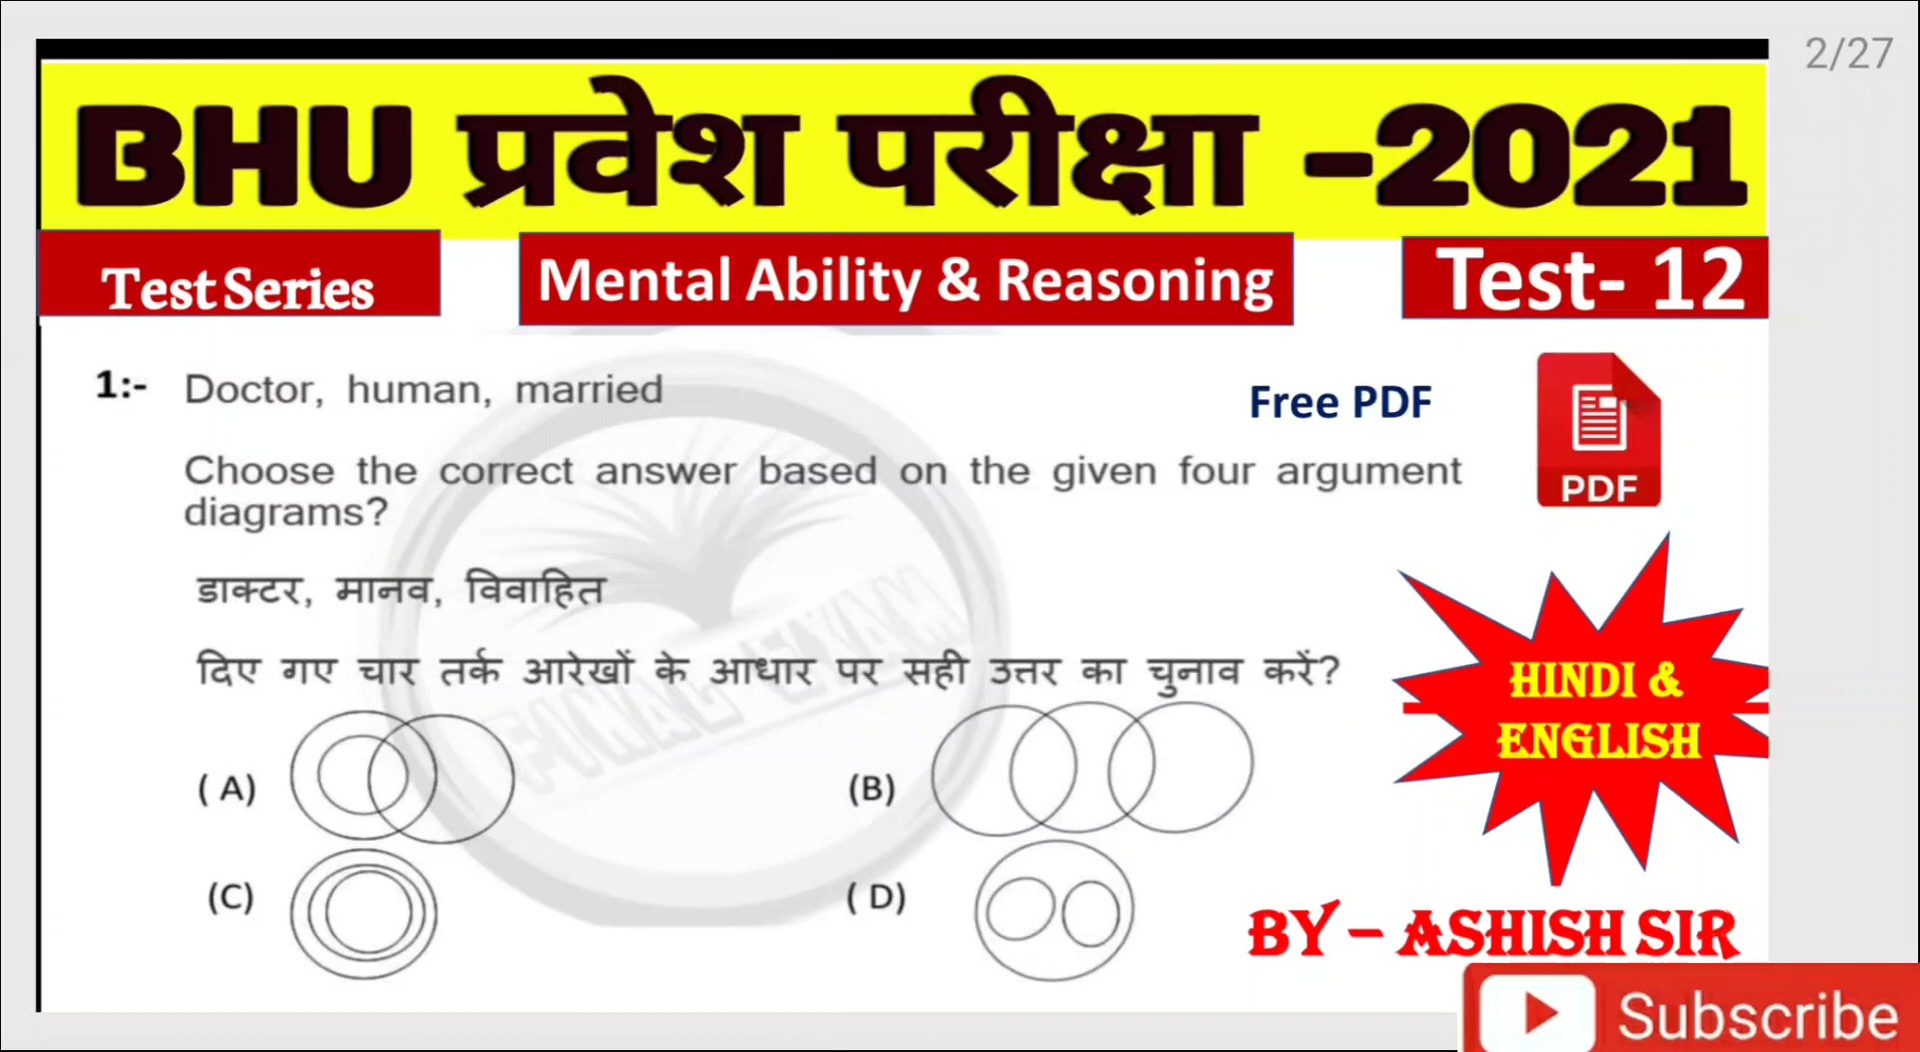 2/27
BHU प्रवेश परीक्षा -2021
Test Series
Mental Ability & Reasoning
Test- 12
1:- Doctor, human, married
Free PDF
PDF
Choose the correct answer based on the given four argument
diagrams?
डाक्टर, मानव, विवाहित
दिए गए चार तर्क आरेखों के आधार पर सही उत्तर का चुनाव करें?
HINDI &
ENGLISH
FINAL EXAM
( A)
(B)
(C)
( D)
BY – ASHISH SIR
Subscribe